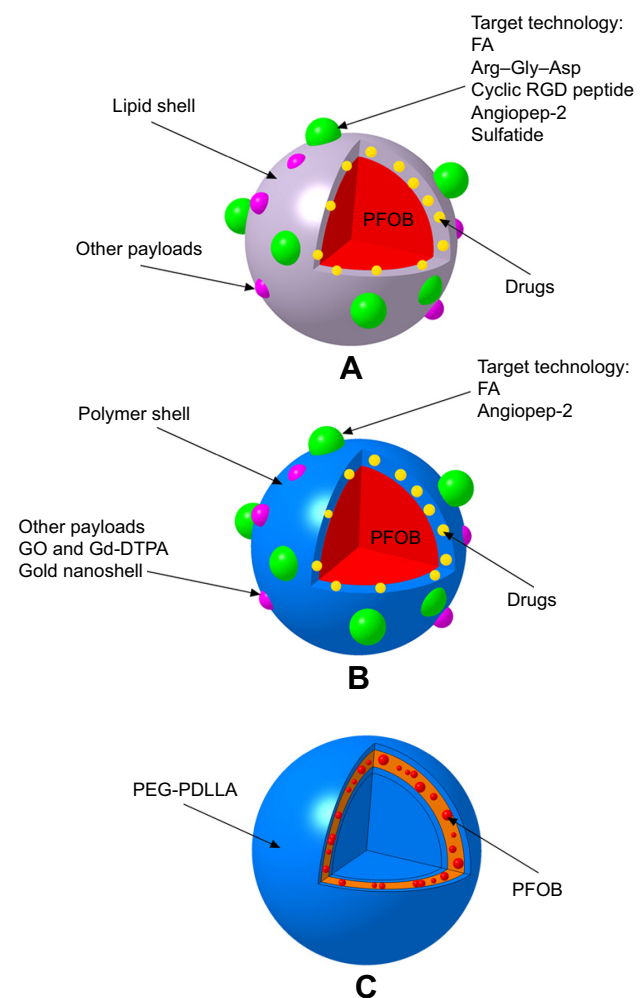 Target technology:
FA
Arg–Gly–Asp
Cyclic RGD peptide
Angiopep-2
Sulfatide
Lipid shell
PFOB
Other payloads
Drugs
A
Target technology:
FA
Angiopep-2
Polymer shell
Other payloads
GO and Gd-DTPA
Gold nanoshell
PFOB
Drugs
B
PEG-PDLLA
PFOB
C